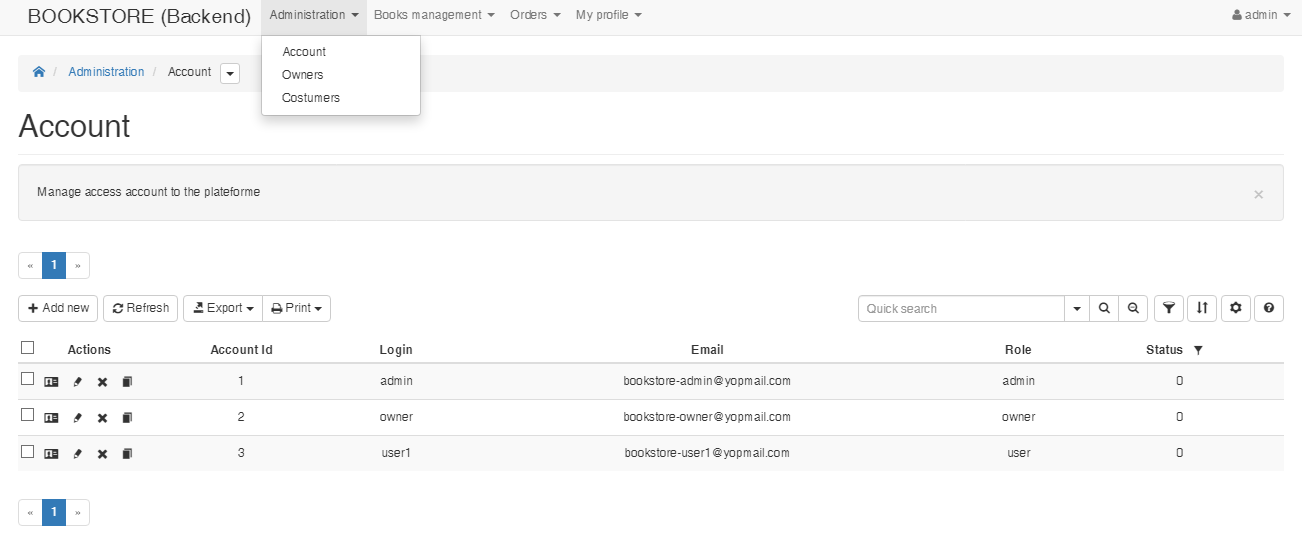 BOOKSTORE (Backend) Administration Books management Orders My profile admin
Account
Owners
Costumers
/ Administration / Account
Account
Manage access account to the plateforme ×
« 1 »
Add new Refresh Export Print Quick search
Actions Account Id Login Email Role Status
1 admin bookstore-admin@yopmail.com admin 0
2 owner bookstore-owner@yopmail.com owner 0
3 user1 bookstore-user1@yopmail.com user 0
« 1 »